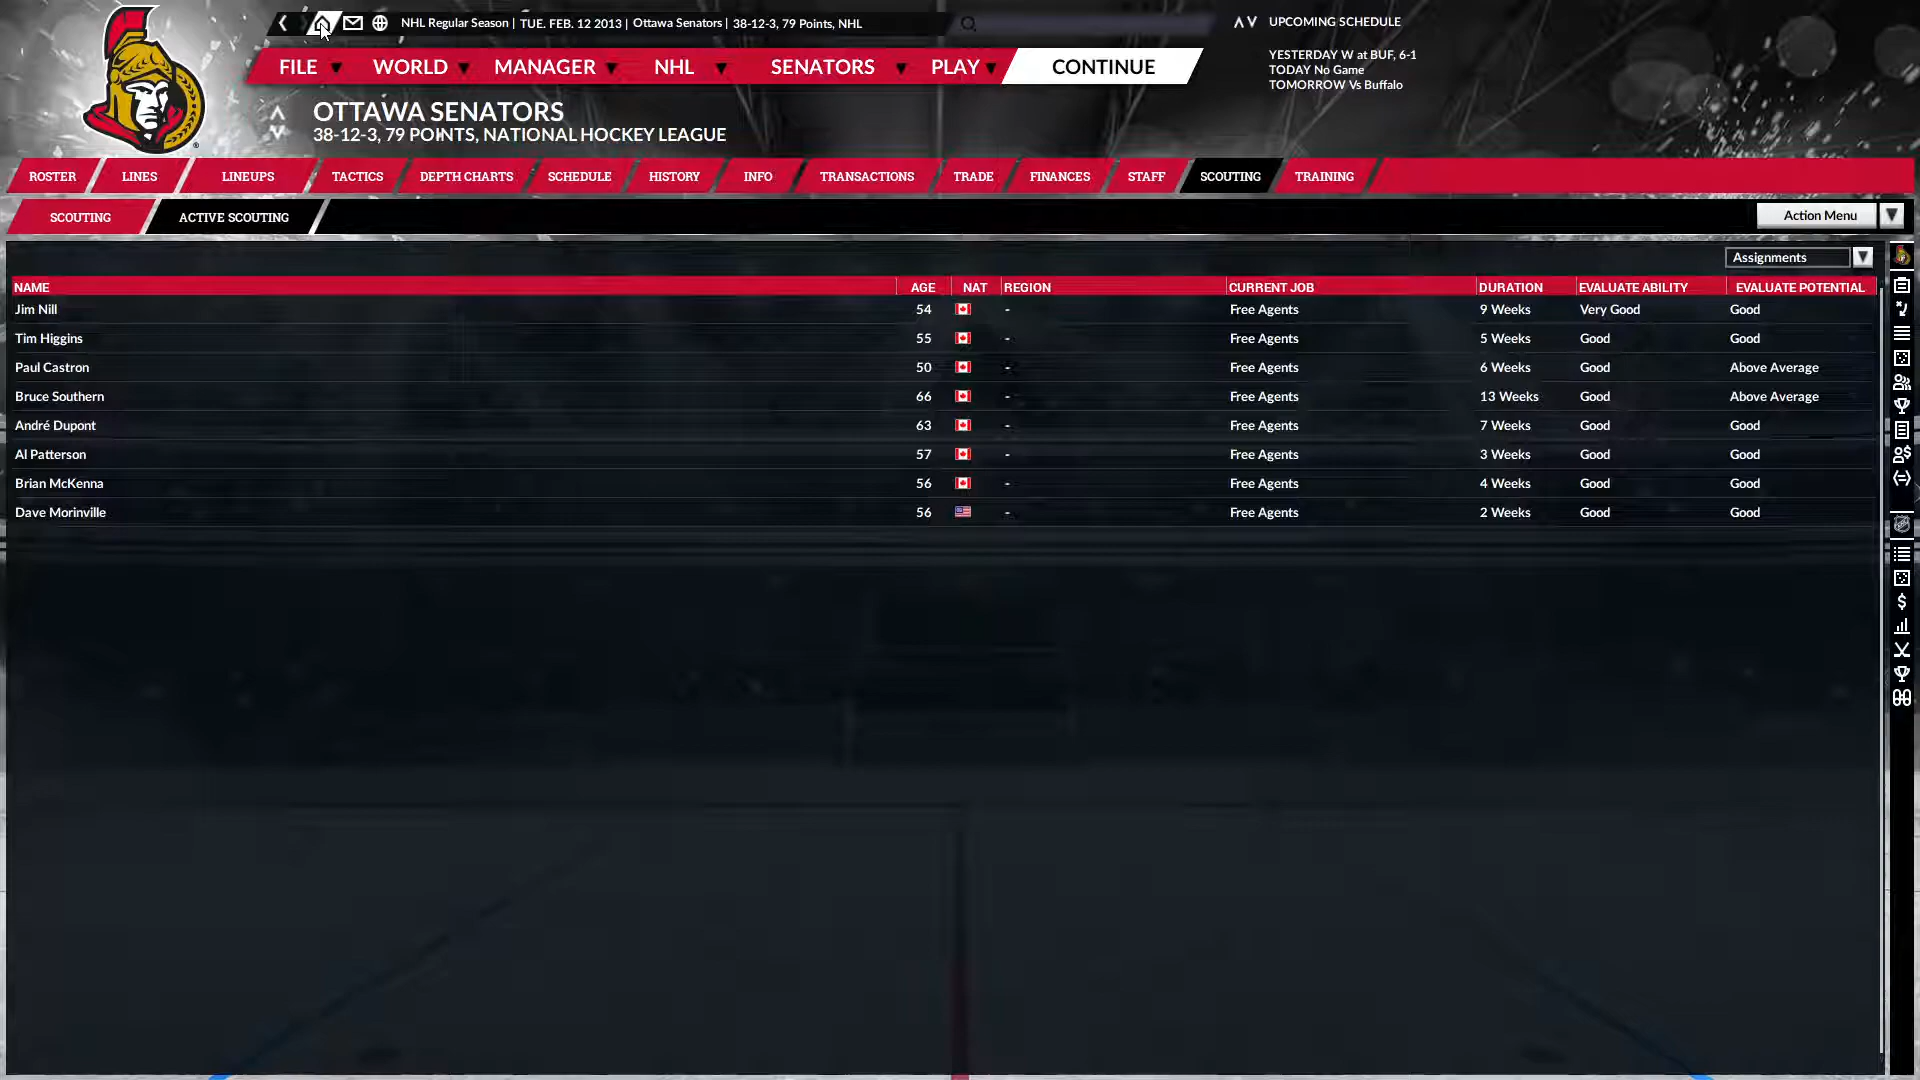 NHL Regular Season | TUE. FEB. 12 2013 | Ottawa Senators | 38-12-3, 79 Points, NHL
UPCOMING SCHEDULE
YESTERDAY W at BUF, 6-1
TODAY No Game
TOMORROW Vs Buffalo
FILE WORLD MANAGER NHL SENATORS PLAY CONTINUE
OTTAWA SENATORS
38-12-3, 79 POINTS, NATIONAL HOCKEY LEAGUE
ROSTER LINES LINEUPS TACTICS DEPTH CHARTS SCHEDULE HISTORY INFO TRANSACTIONS TRADE FINANCES STAFF SCOUTING TRAINING
SCOUTING ACTIVE SCOUTING Action Menu
Assignments
NAME AGE NAT REGION CURRENT JOB DURATION EVALUATE ABILITY EVALUATE POTENTIAL
Jim Nill 54 - Free Agents 9 Weeks Very Good Good
Tim Higgins 55 - Free Agents 5 Weeks Good Good
Paul Castron 50 - Free Agents 6 Weeks Good Above Average
Bruce Southern 66 - Free Agents 13 Weeks Good Above Average
André Dupont 63 - Free Agents 7 Weeks Good Good
Al Patterson 57 - Free Agents 3 Weeks Good Good
Brian McKenna 56 - Free Agents 4 Weeks Good Good
Dave Morinville 56 - Free Agents 2 Weeks Good Good